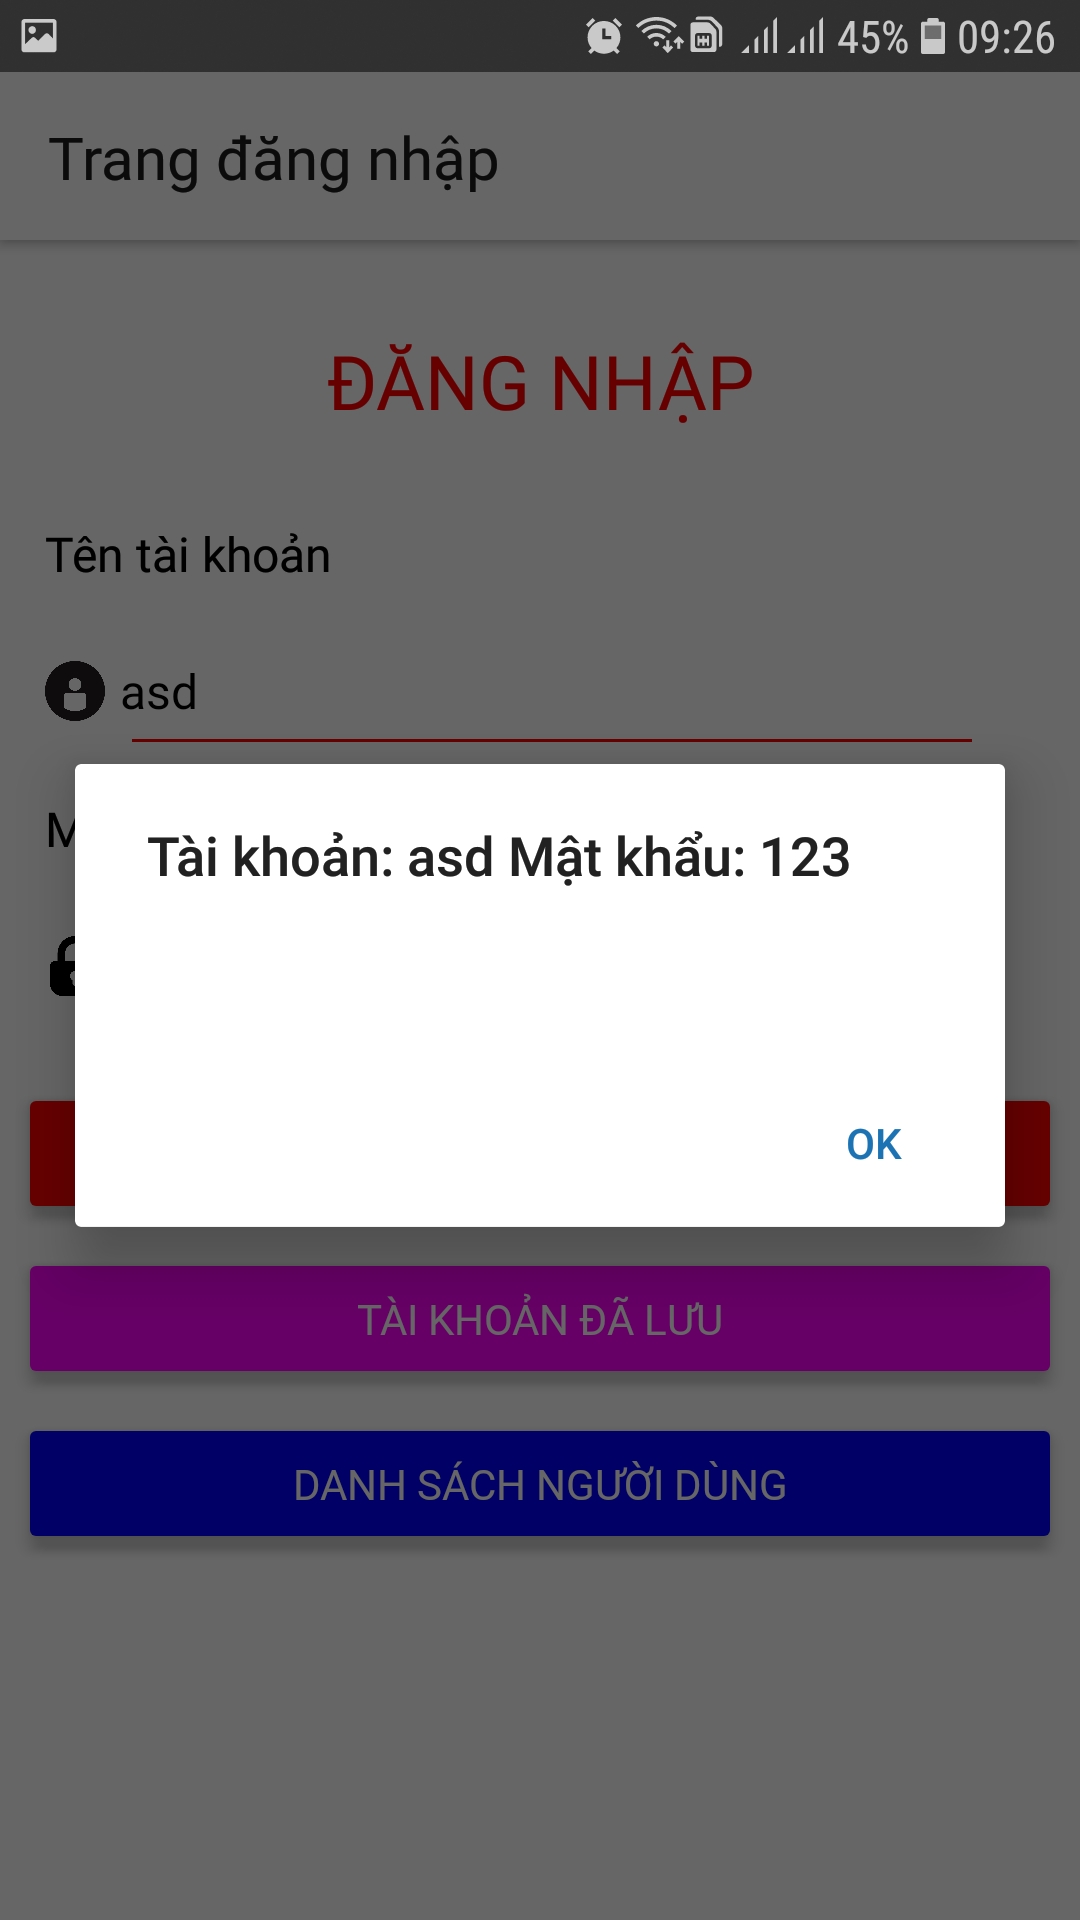 45% 09:26
Trang đăng nhập
ĐĂNG NHẬP
Tên tài khoản
asd
M
Tài khoản: asd Mật khẩu: 123
OK
TÀI KHOẢN ĐÃ LƯU
DANH SÁCH NGƯỜI DÙNG